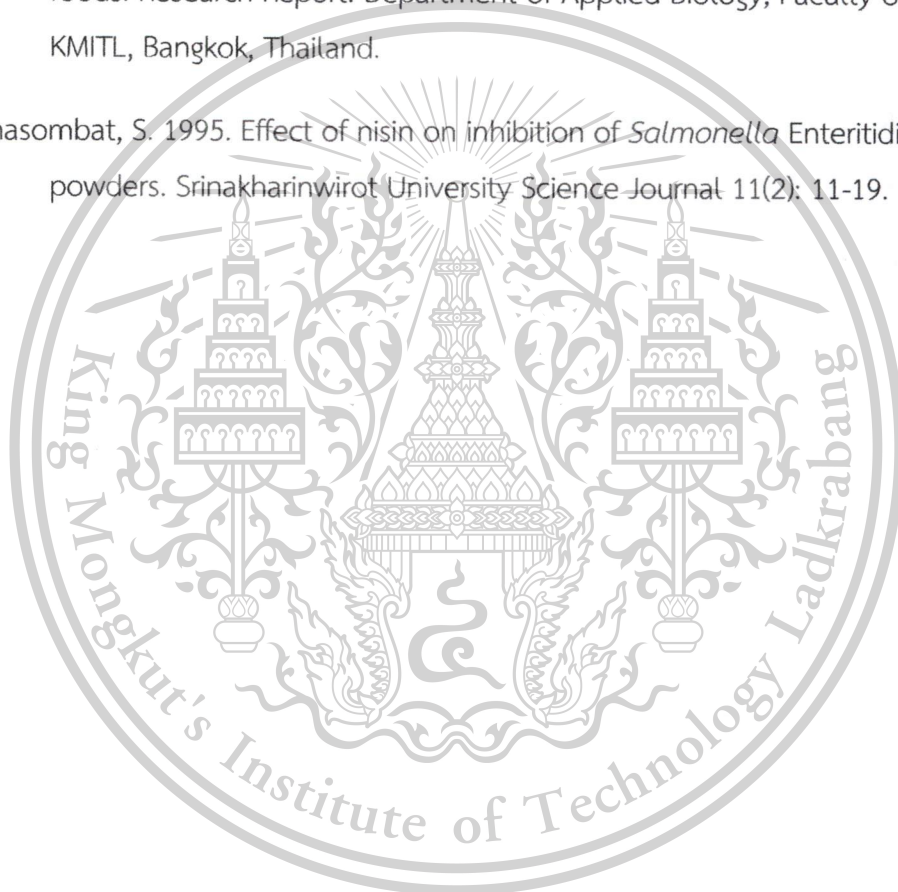 KMITL, Bangkok, Thailand.
nasombat, S. 1995. Effect of nisin on inhibition of Salmonella Enteritidi
powders. Srinakharinwirot University Science Journal 11(2): 11-19.
King Mongkut's Institute of Technology Ladkrabang